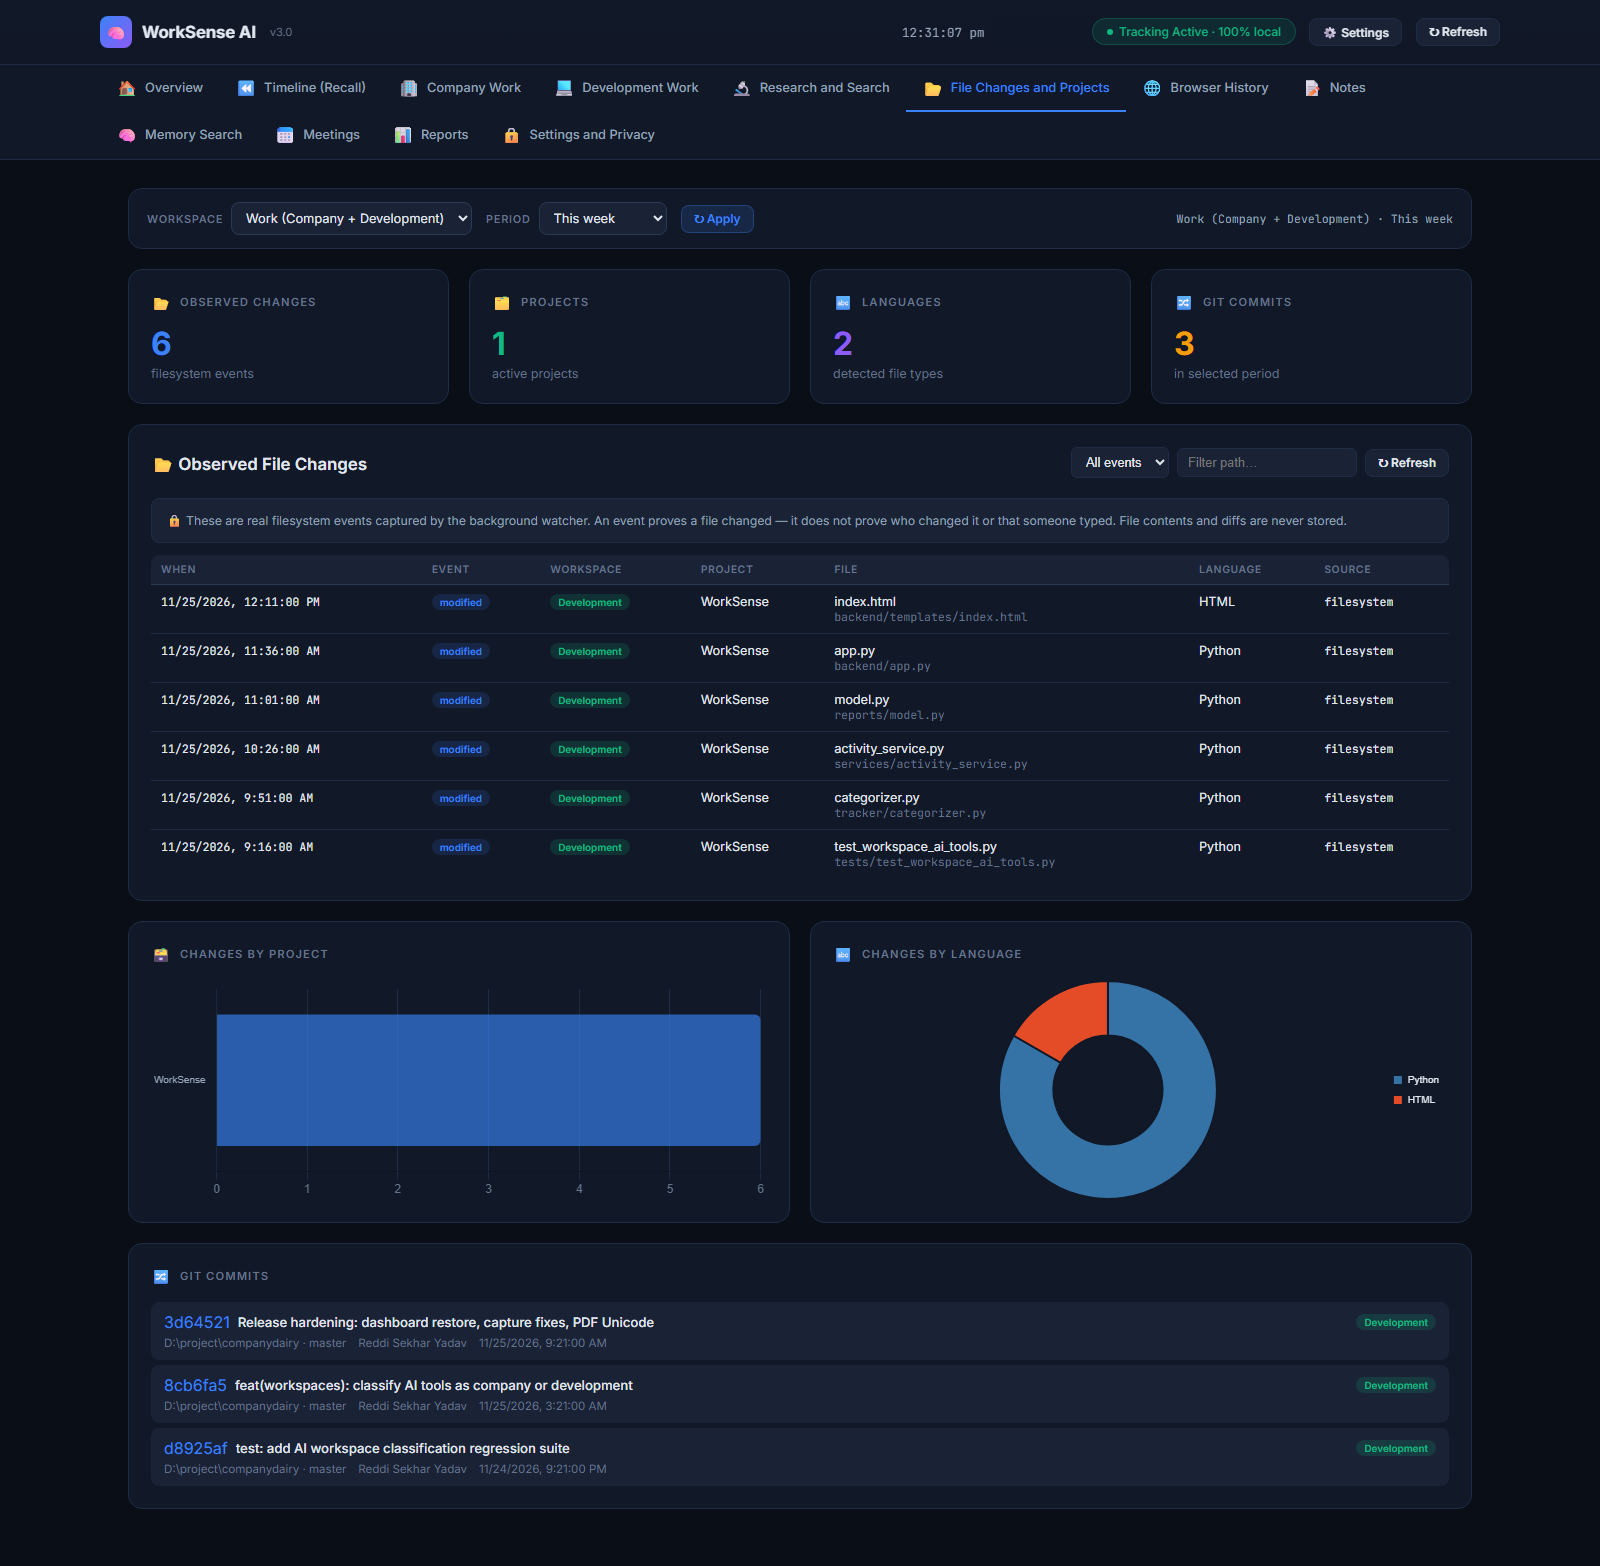 WorkSense AI v3.0
12:31:07 pm
Tracking Active · 100% local
Settings
Refresh
Overview
Timeline (Recall)
Company Work
Development Work
Research and Search
File Changes and Projects
Browser History
Notes
Memory Search
Meetings
Reports
Settings and Privacy
WORKSPACE Work (Company + Development) PERIOD This week Apply
Work (Company + Development) · This week
OBSERVED CHANGES
6
filesystem events
PROJECTS
1
active projects
LANGUAGES
2
detected file types
GIT COMMITS
3
in selected period
Observed File Changes
All events
Filter path...
Refresh
These are real filesystem events captured by the background watcher. An event proves a file changed — it does not prove who changed it or that someone typed. File contents and diffs are never stored.
WHEN EVENT WORKSPACE PROJECT FILE LANGUAGE SOURCE
11/25/2026, 12:11:00 PM modified Development WorkSense index.html HTML filesystem
backend/templates/index.html
11/25/2026, 11:36:00 AM modified Development WorkSense app.py Python filesystem
backend/app.py
11/25/2026, 11:01:00 AM modified Development WorkSense model.py Python filesystem
reports/model.py
11/25/2026, 10:26:00 AM modified Development WorkSense activity_service.py Python filesystem
services/activity_service.py
11/25/2026, 9:51:00 AM modified Development WorkSense categorizer.py Python filesystem
tracker/categorizer.py
11/25/2026, 9:16:00 AM modified Development WorkSense test_workspace_ai_tools.py Python filesystem
tests/test_workspace_ai_tools.py
CHANGES BY PROJECT
WorkSense
0 1 2 3 4 5 6
CHANGES BY LANGUAGE
Python
HTML
GIT COMMITS
3d64521 Release hardening: dashboard restore, capture fixes, PDF Unicode Development
D:\project\companydairy · master Reddi Sekhar Yadav 11/25/2026, 9:21:00 AM
8cb6fa5 feat(workspaces): classify AI tools as company or development Development
D:\project\companydairy · master Reddi Sekhar Yadav 11/25/2026, 3:21:00 AM
d8925af test: add AI workspace classification regression suite Development
D:\project\companydairy · master Reddi Sekhar Yadav 11/24/2026, 9:21:00 PM